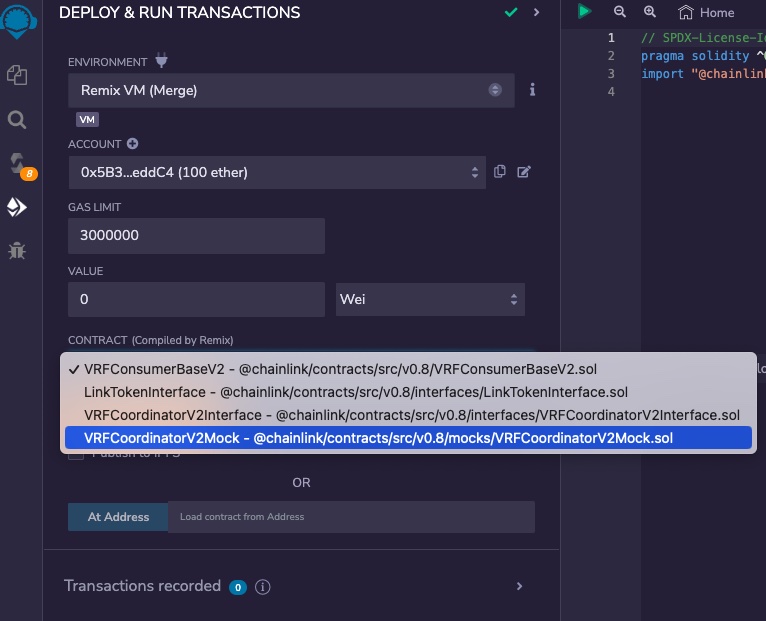 DEPLOY & RUN TRANSACTIONS
Home
ENVIRONMENT
Remix VM (Merge)
VM
ACCOUNT
0x5B3...eddC4 (100 ether)
8
GAS LIMIT
3000000
VALUE
0
Wei
CONTRACT (Compiled by Remix)
✓ VRFConsumerBaseV2 - @chainlink/contracts/src/v0.8/VRFConsumerBaseV2.sol
LinkTokenInterface - @chainlink/contracts/src/v0.8/interfaces/LinkTokenInterface.sol
VRFCoordinatorV2Interface - @chainlink/contracts/src/v0.8/interfaces/VRFCoordinatorV2Interface.sol
VRFCoordinatorV2Mock - @chainlink/contracts/src/v0.8/mocks/VRFCoordinatorV2Mock.sol
Publish to IPFS
OR
At Address
Load contract from Address
Transactions recorded 0 i
1 // SPDX-License-I
2 pragma solidity ^
3 import "@chainlin
4